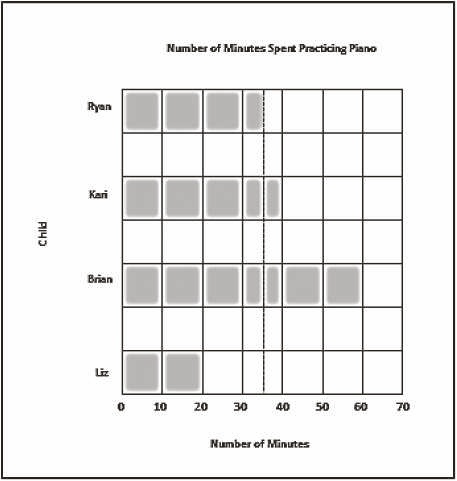 Number of Minutes Spent Practicing Piano
Ryan
Kari
Child
Brian
Liz
0 10 20 30 40 50 60 70
Number of Minutes